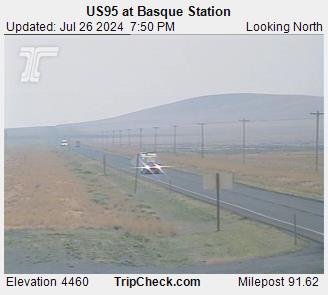 US95 at Basque Station
Updated: Jul 26 2024 7:50 PM Looking North
Elevation 4460 TripCheck.com Milepost 91.62